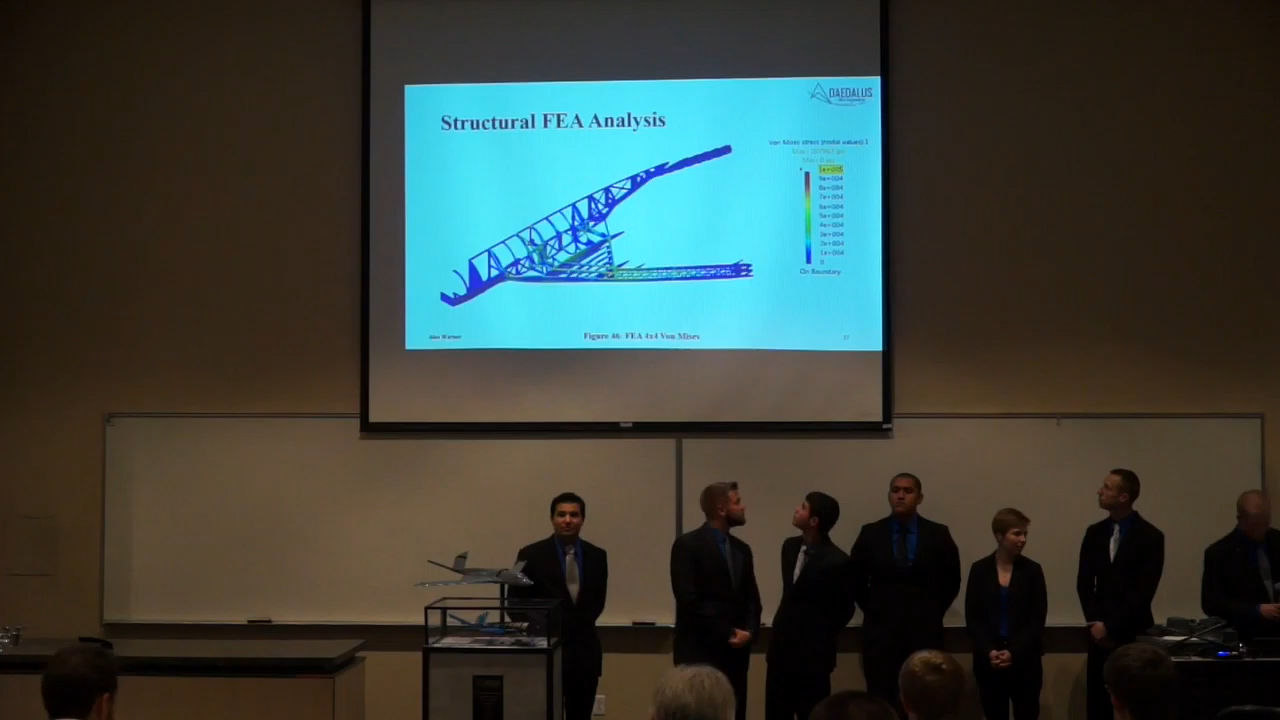 DAEDALUS
Structural FEA Analysis
Von Mises stress (nodal values).1
1e+005
9e+004
8e+004
7e+004
6e+004
5e+004
4e+004
3e+004
2e+004
1e+004
0
On Boundary
Figure 46. FEA 4x4 Von Mises